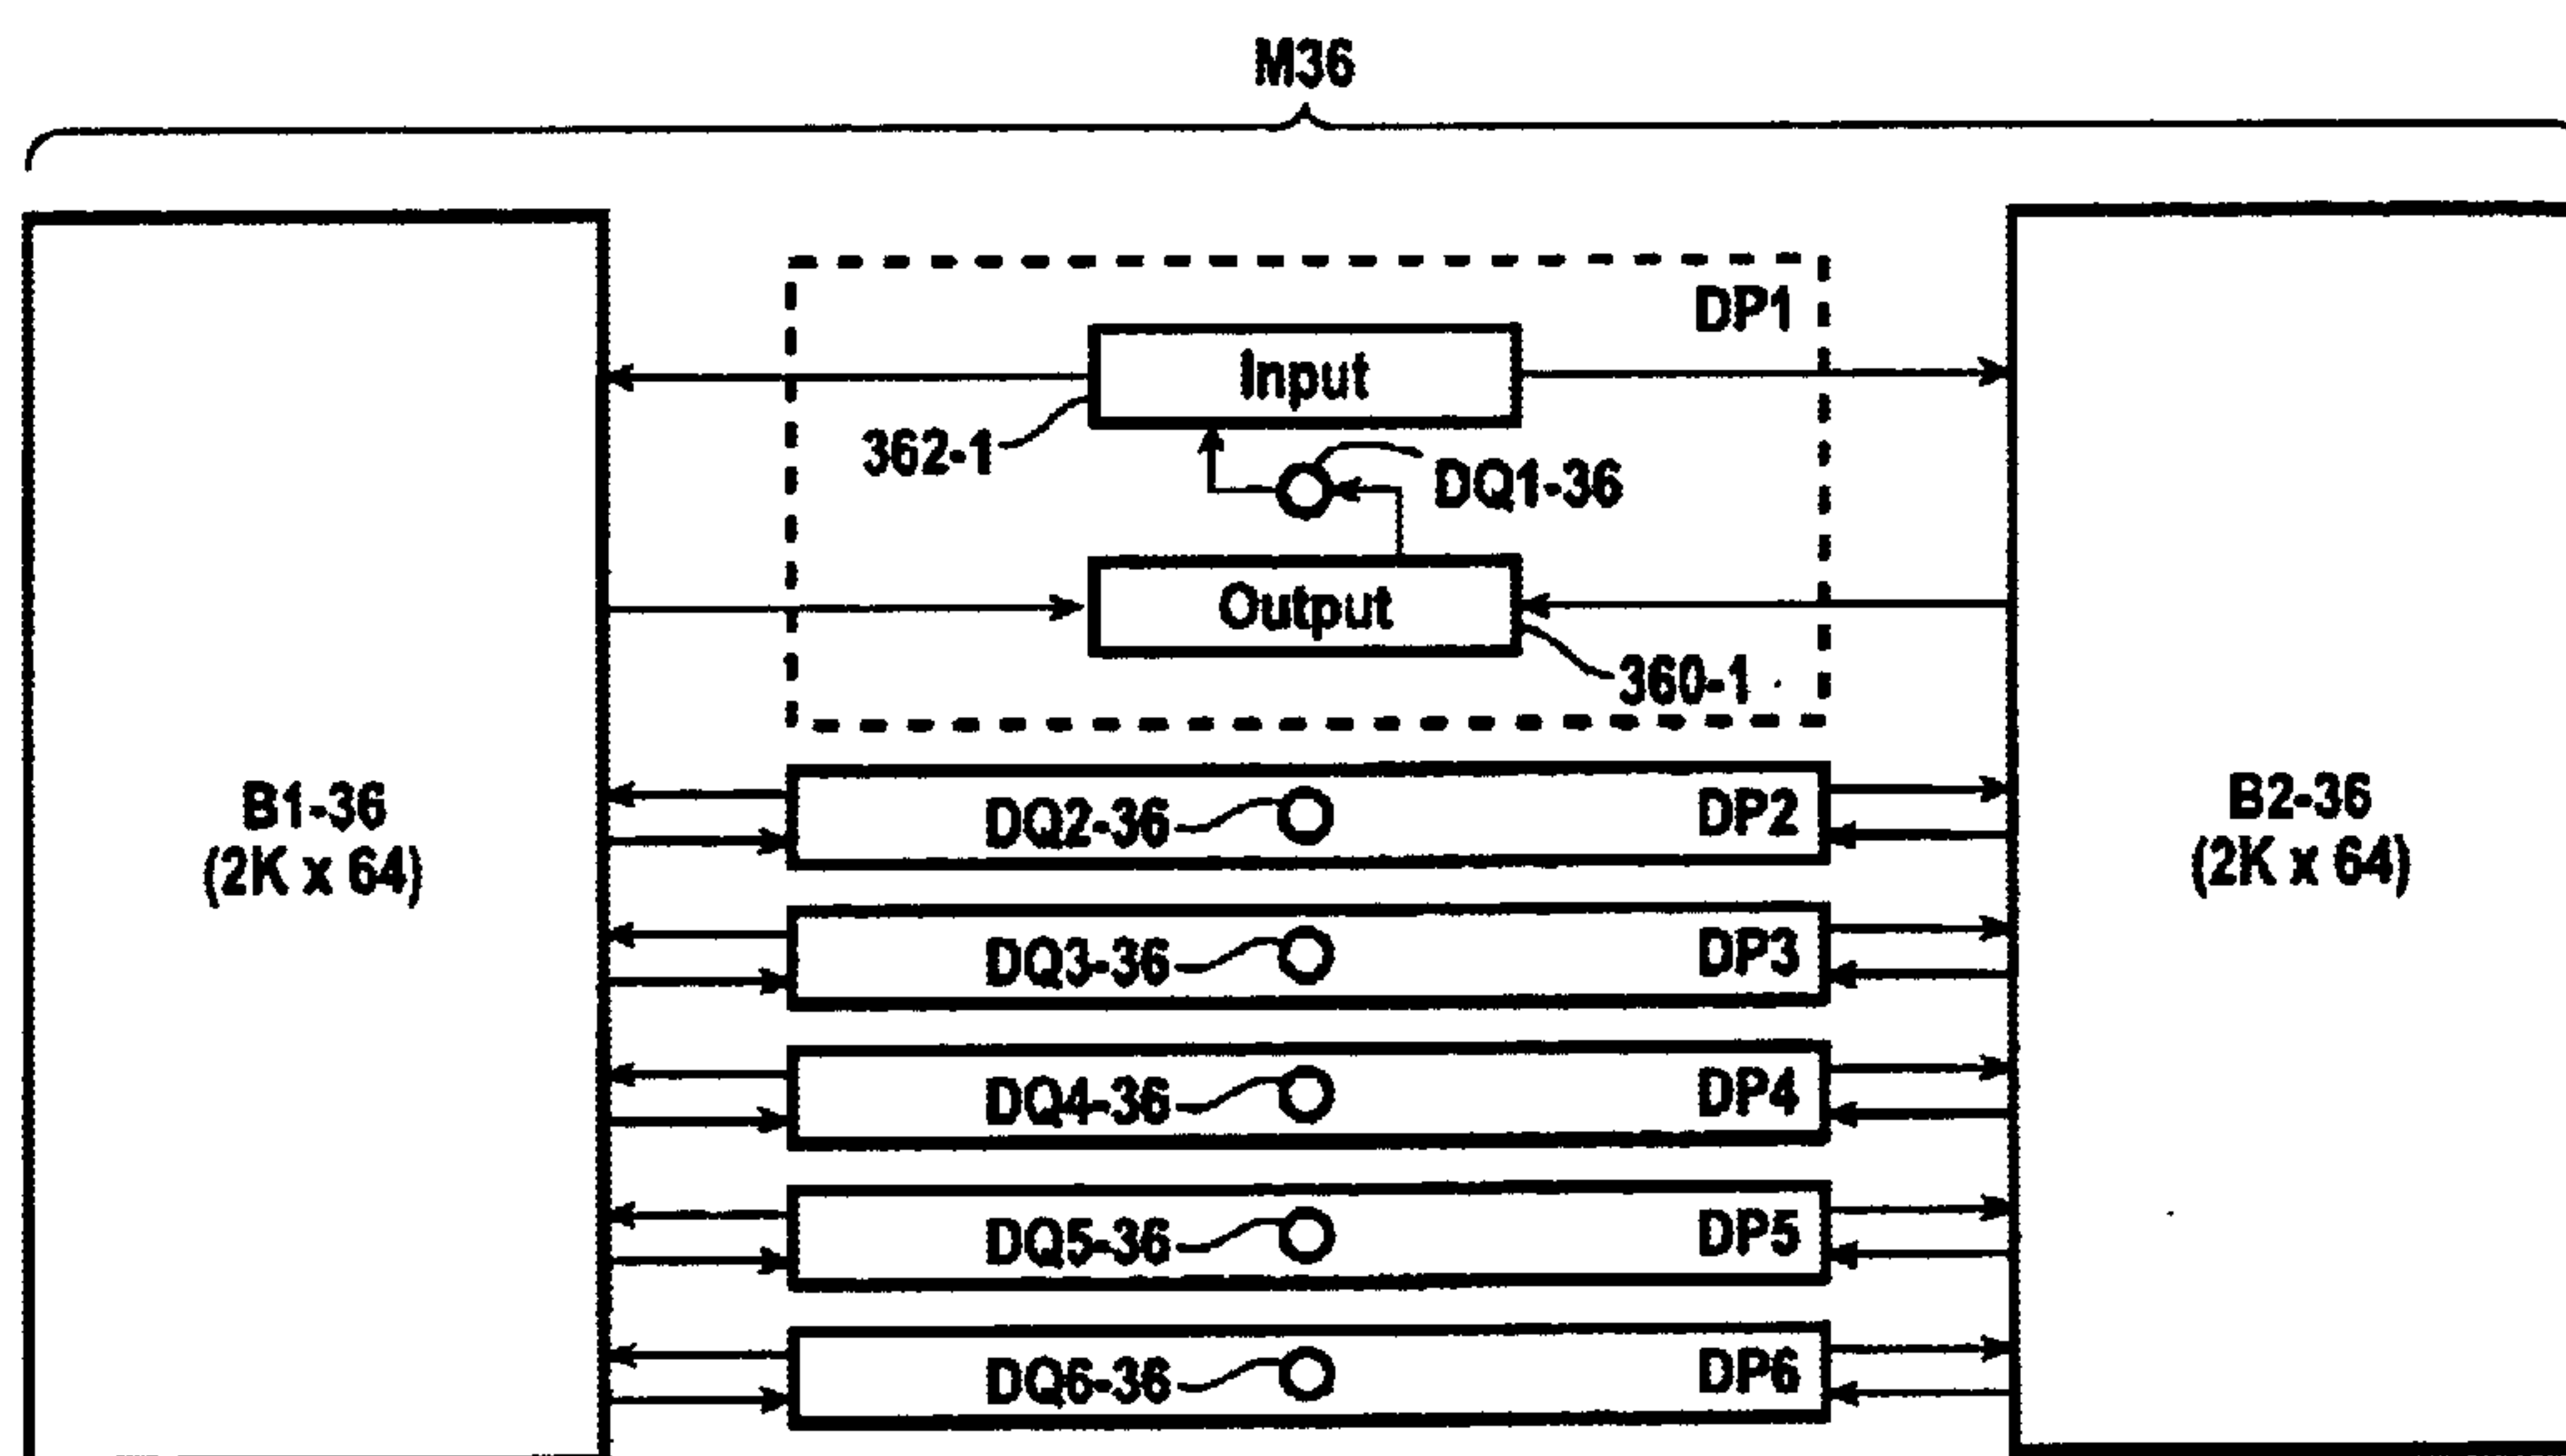 M36
DP1
Input
362-1
DQ1-36
Output
360-1
B1-36
(2K x 64)
DQ2-36
DP2
B2-36
(2K x 64)
DQ3-36
DP3
DQ4-36
DP4
DQ5-36
DP5
DQ6-36
DP6